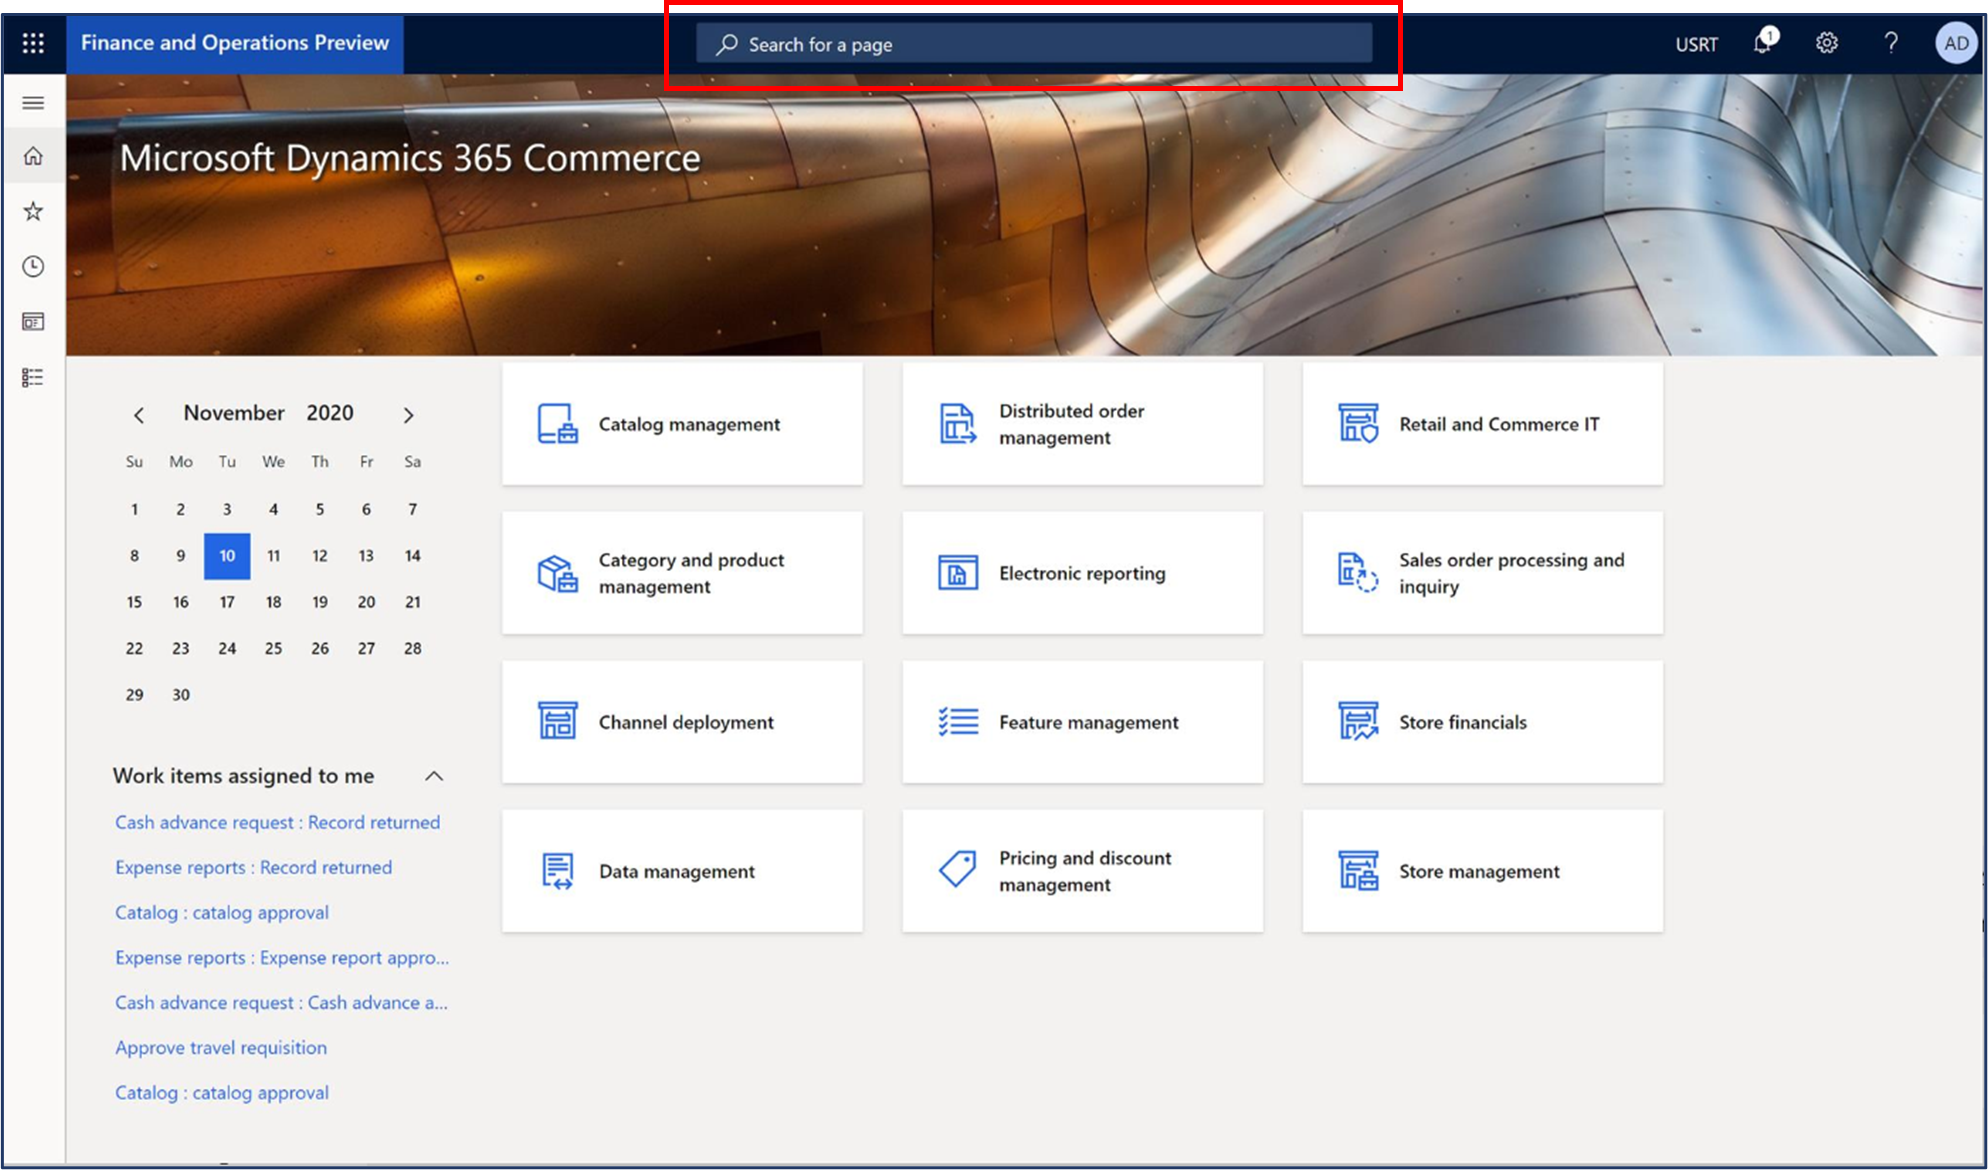 Finance and Operations Preview
Search for a page
USRT
1
?
AD
Microsoft Dynamics 365 Commerce
November 2020
Su Mo Tu We Th Fr Sa
1 2 3 4 5 6 7
8 9 10 11 12 13 14
15 16 17 18 19 20 21
22 23 24 25 26 27 28
29 30
Work items assigned to me
Cash advance request : Record returned
Expense reports : Record returned
Catalog : catalog approval
Expense reports : Expense report appro...
Cash advance request : Cash advance a...
Approve travel requisition
Catalog : catalog approval
Catalog management
Distributed order
management
Retail and Commerce IT
Category and product
management
Electronic reporting
Sales order processing and
inquiry
Channel deployment
Feature management
Store financials
Data management
Pricing and discount
management
Store management